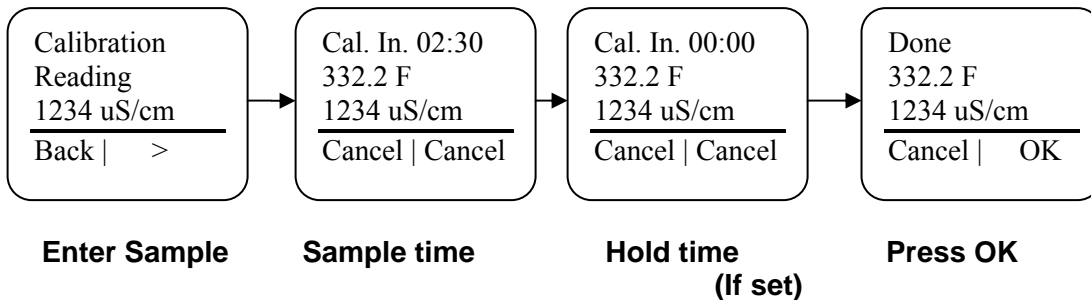 Calibration
Reading
1234 uS/cm
Back | >
Cal. In. 02:30
332.2 F
1234 uS/cm
Cancel | Cancel
Cal. In. 00:00
332.2 F
1234 uS/cm
Cancel | Cancel
Done
332.2 F
1234 uS/cm
Cancel | OK
Enter Sample
Sample time
Hold time
(If set)
Press OK